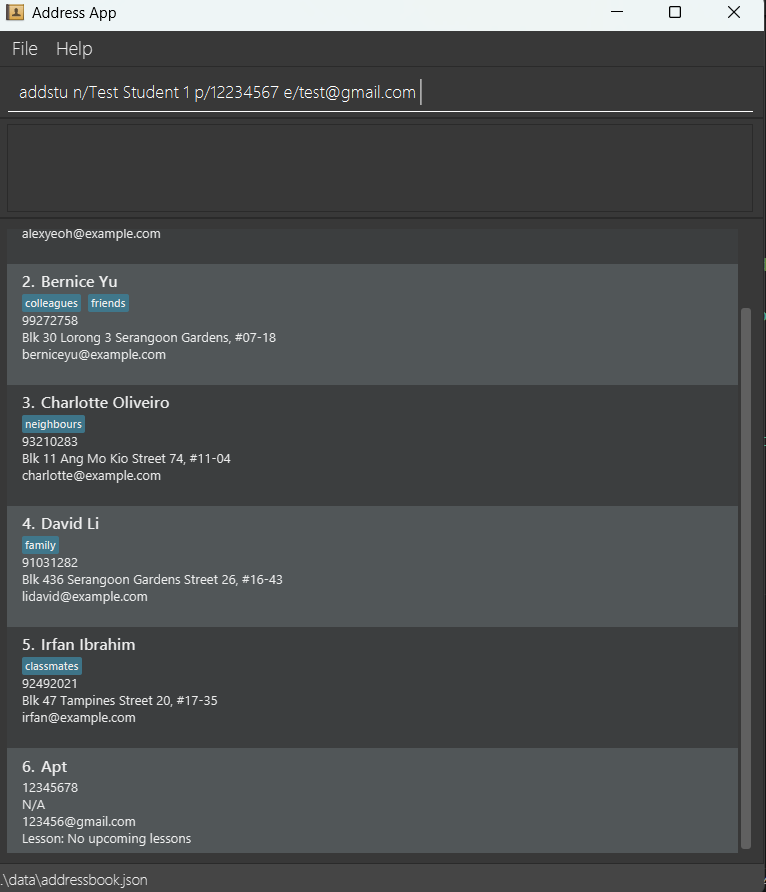 Address App
File Help
addstu n/Test Student 1 p/12234567 e/test@gmail.com
alexyeoh@example.com
2. Bernice Yu
colleagues friends
99272758
Blk 30 Lorong 3 Serangoon Gardens, #07-18
berniceyu@example.com
3. Charlotte Oliveiro
neighbours
93210283
Blk 11 Ang Mo Kio Street 74, #11-04
charlotte@example.com
4. David Li
family
91031282
Blk 436 Serangoon Gardens Street 26, #16-43
lidavid@example.com
5. Irfan Ibrahim
classmates
92492021
Blk 47 Tampines Street 20, #17-35
irfan@example.com
6. Apt
12345678
N/A
123456@gmail.com
Lesson: No upcoming lessons
.\data\addressbook.json